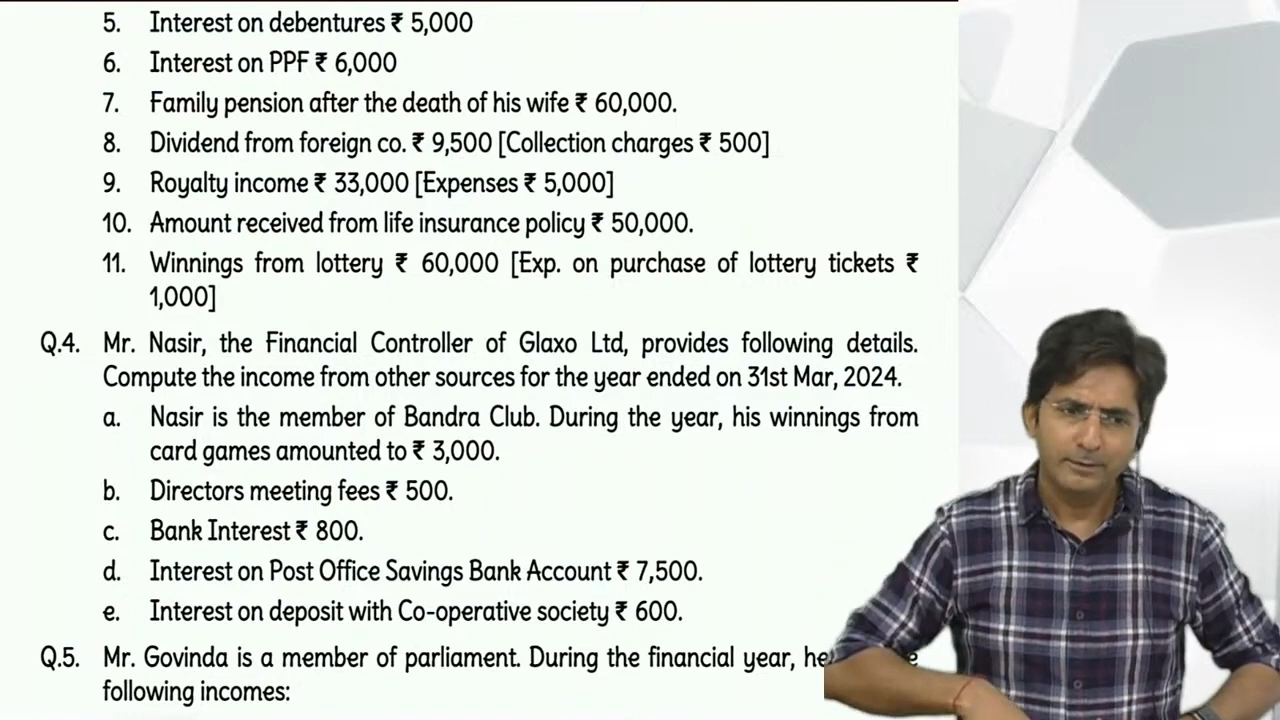 5. Interest on debentures ₹ 5,000
6. Interest on PPF ₹ 6,000
7. Family pension after the death of his wife ₹ 60,000.
8. Dividend from foreign co. ₹ 9,500 [Collection charges ₹ 500]
9. Royalty income ₹ 33,000 [Expenses ₹ 5,000]
10. Amount received from life insurance policy ₹ 50,000.
11. Winnings from lottery ₹ 60,000 [Exp. on purchase of lottery tickets ₹
1,000]
Q.4. Mr. Nasir, the Financial Controller of Glaxo Ltd, provides following details.
Compute the income from other sources for the year ended on 31st Mar, 2024.
a. Nasir is the member of Bandra Club. During the year, his winnings from
card games amounted to ₹ 3,000.
b. Directors meeting fees ₹ 500.
c. Bank Interest ₹ 800.
d. Interest on Post Office Savings Bank Account ₹ 7,500.
e. Interest on deposit with Co-operative society ₹ 600.
Q.5. Mr. Govinda is a member of parliament. During the financial year, he
following incomes: